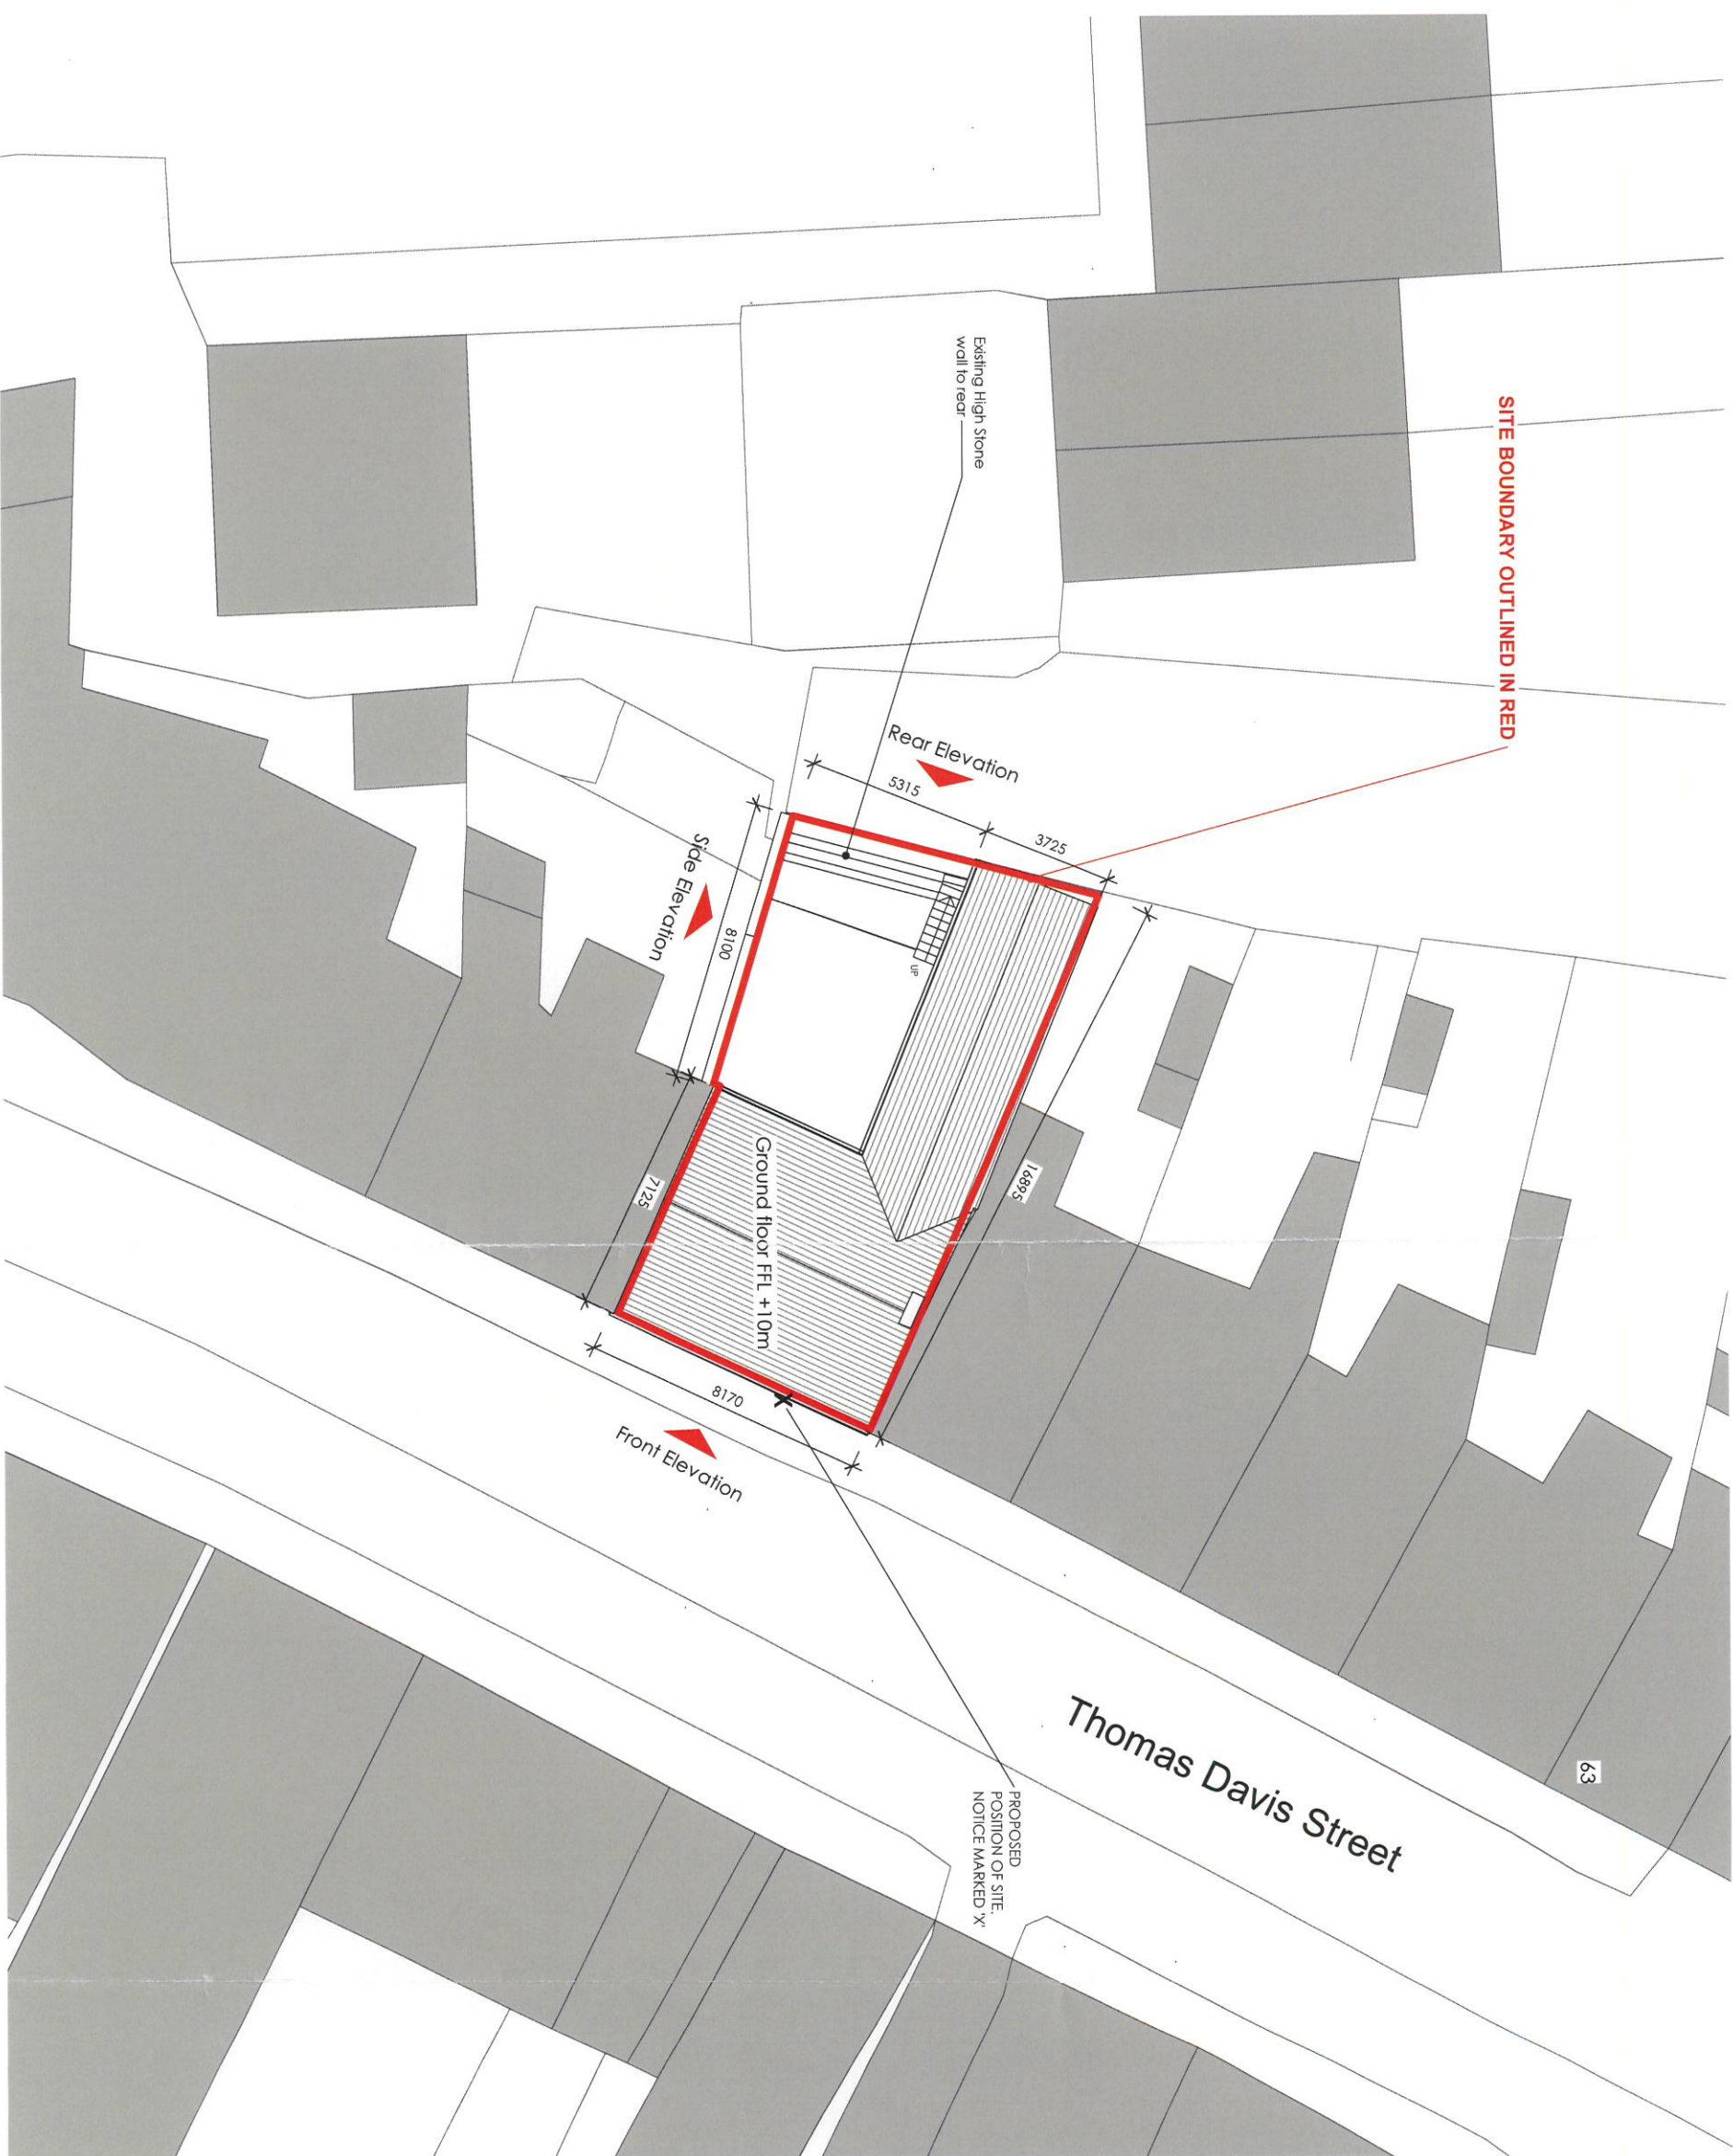 SITE BOUNDARY OUTLINED IN RED
Existing High Stone
wall to rear
Rear Elevation
5315
3725
Side Elevation
8100
UP
16895
7125
Ground floor FFL +10m
8170
Front Elevation
PROPOSED
POSITION OF SITE.
NOTICE MARKED 'X'
Thomas Davis Street
63